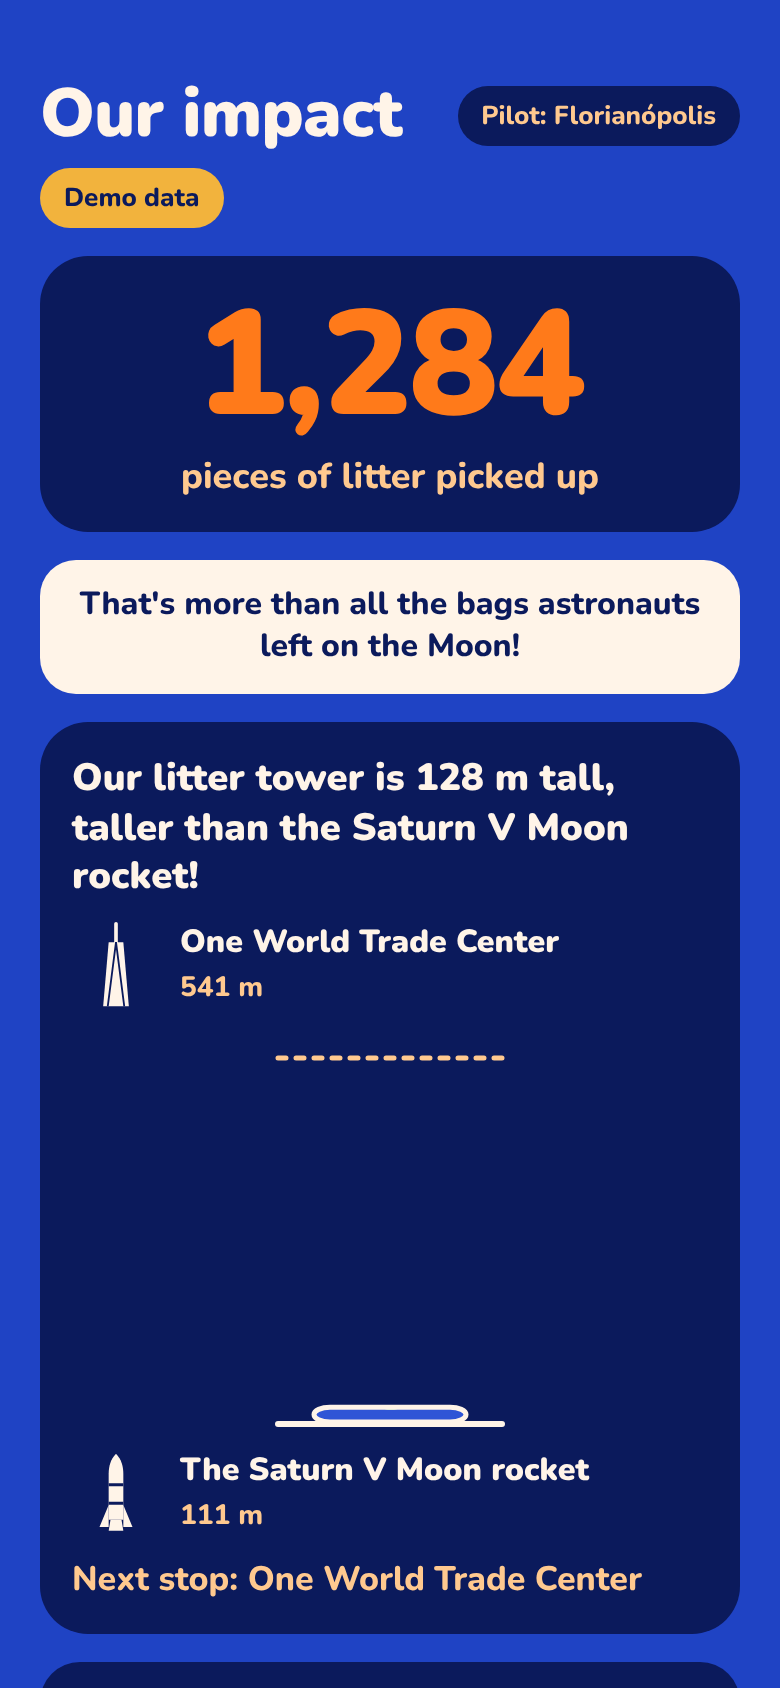 Our impact
Pilot: Florianópolis
Demo data
1,284
pieces of litter picked up
That's more than all the bags astronauts
left on the Moon!
Our litter tower is 128 m tall,
taller than the Saturn V Moon
rocket!
One World Trade Center
541 m
The Saturn V Moon rocket
111 m
Next stop: One World Trade Center